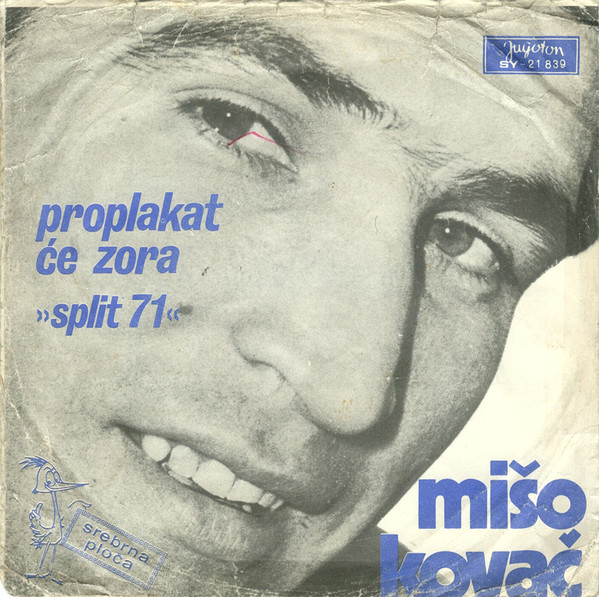 Jugoton
SY-21 839
proplakat
će zora
»split 71«
mišo
kovač
srebrna
ploča